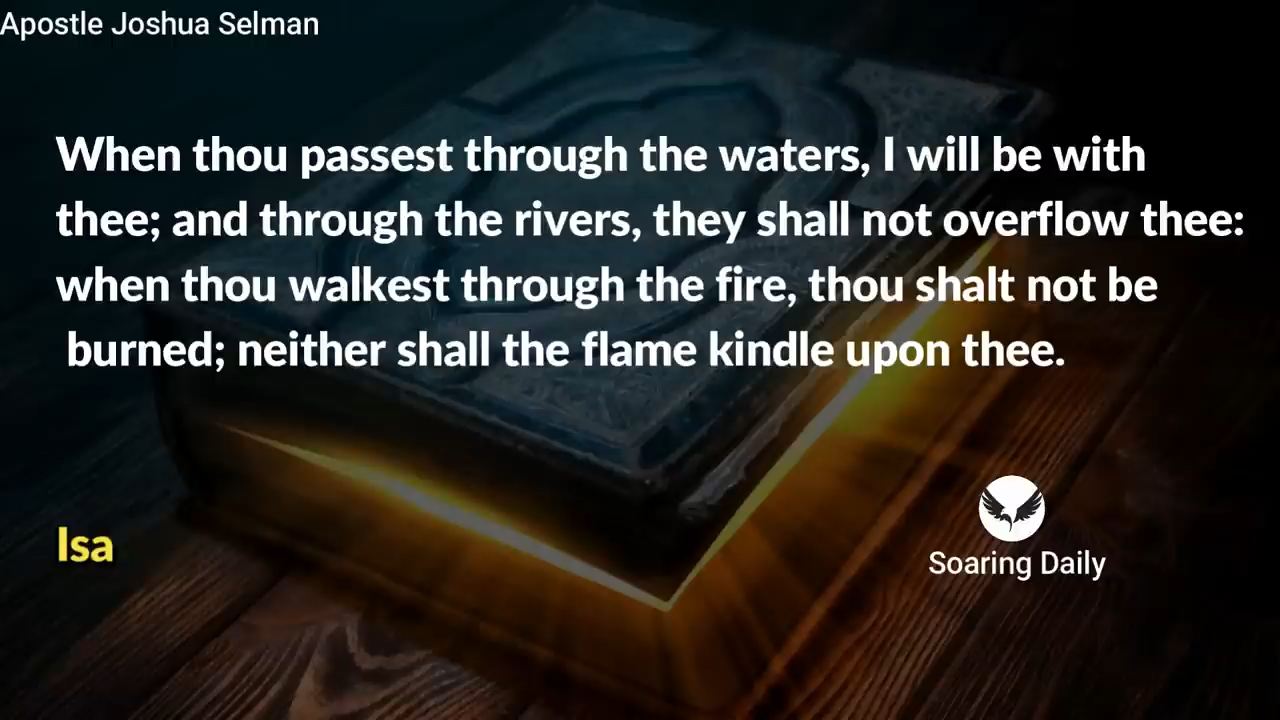 Apostle Joshua Selman
When thou passest through the waters, I will be with
thee; and through the rivers, they shall not overflow thee:
when thou walkest through the fire, thou shalt not be
burned; neither shall the flame kindle upon thee.
Isa
Soaring Daily